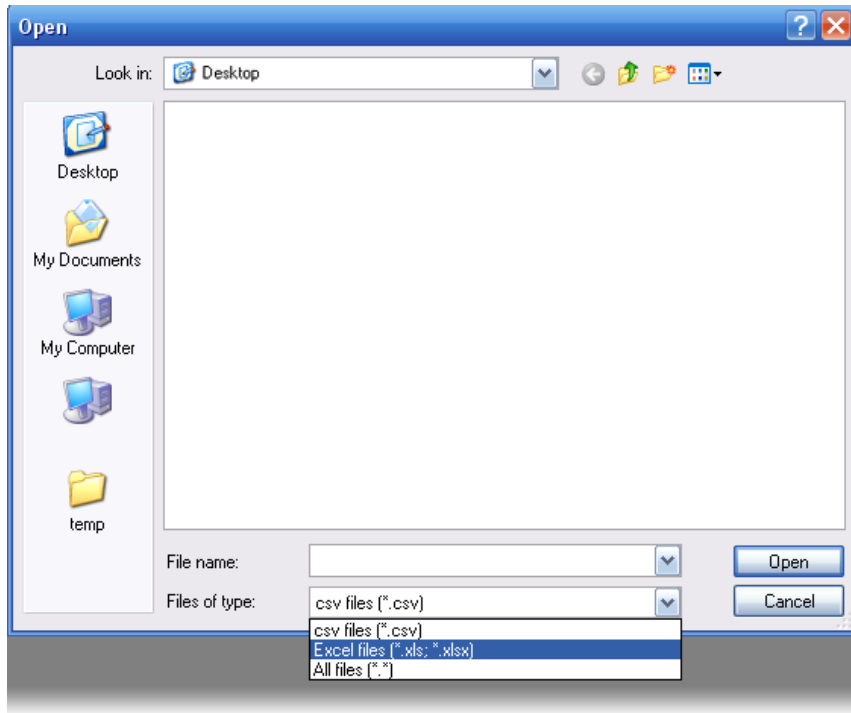 Open
Look in: Desktop
Desktop
My Documents
My Computer
temp
File name:
Open
Files of type: csv files (*.csv)
Cancel
csv files (*.csv)
Excel files (*.xls; *.xlsx)
All files (*.*)